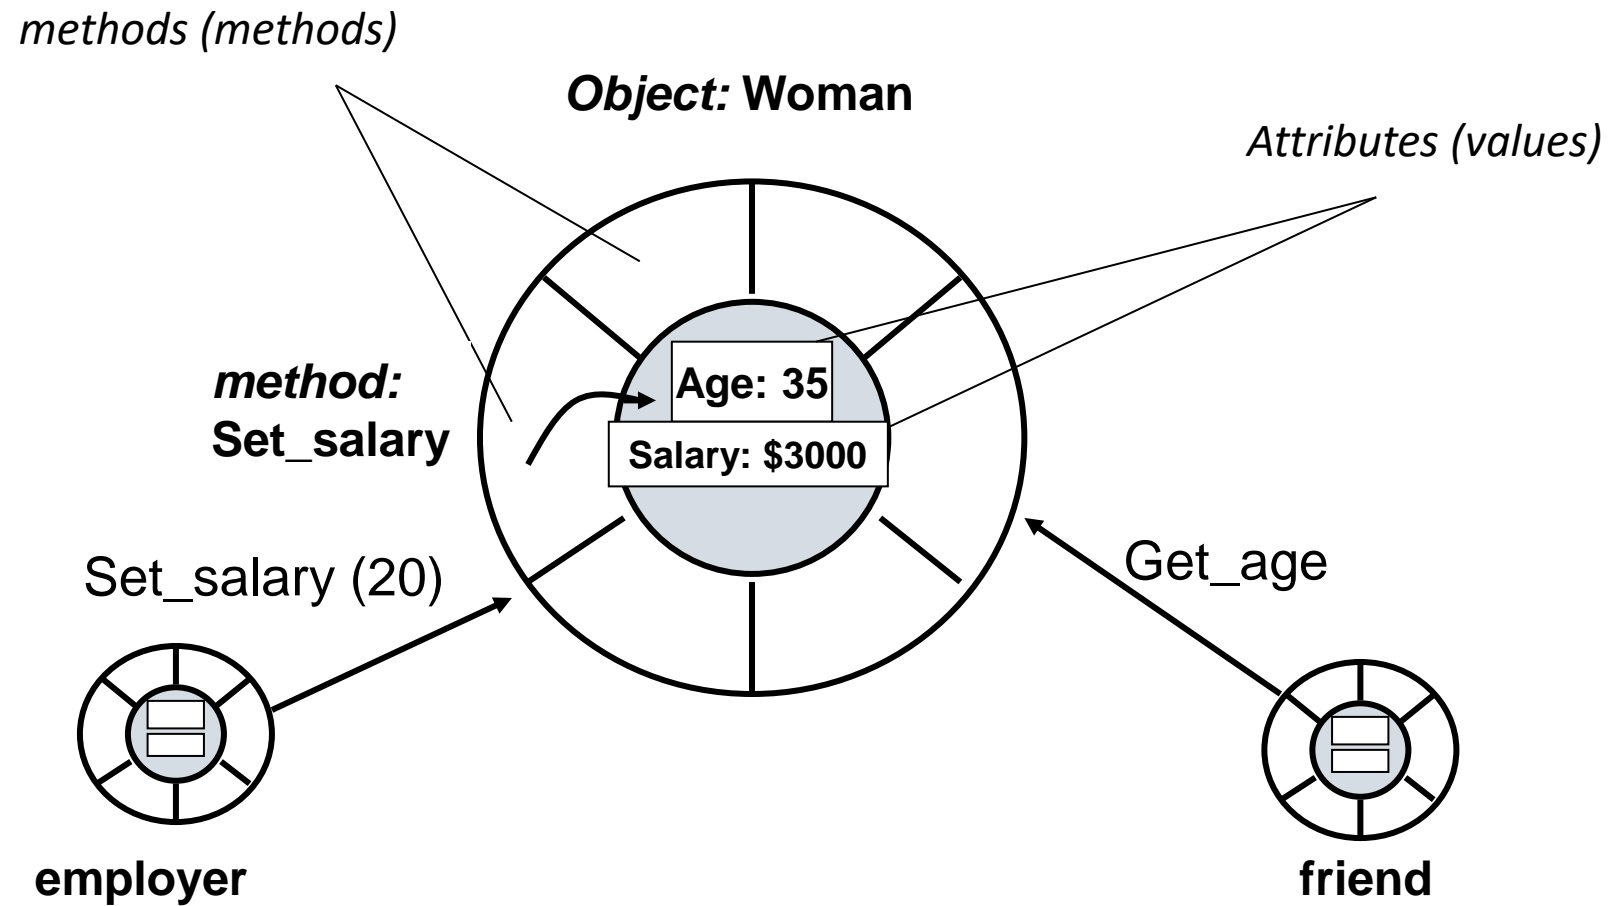 methods (methods)
Object: Woman
Attributes (values)
method:
Set_salary
Age: 35
Salary: $3000
Set_salary (20)
Get_age
employer
friend